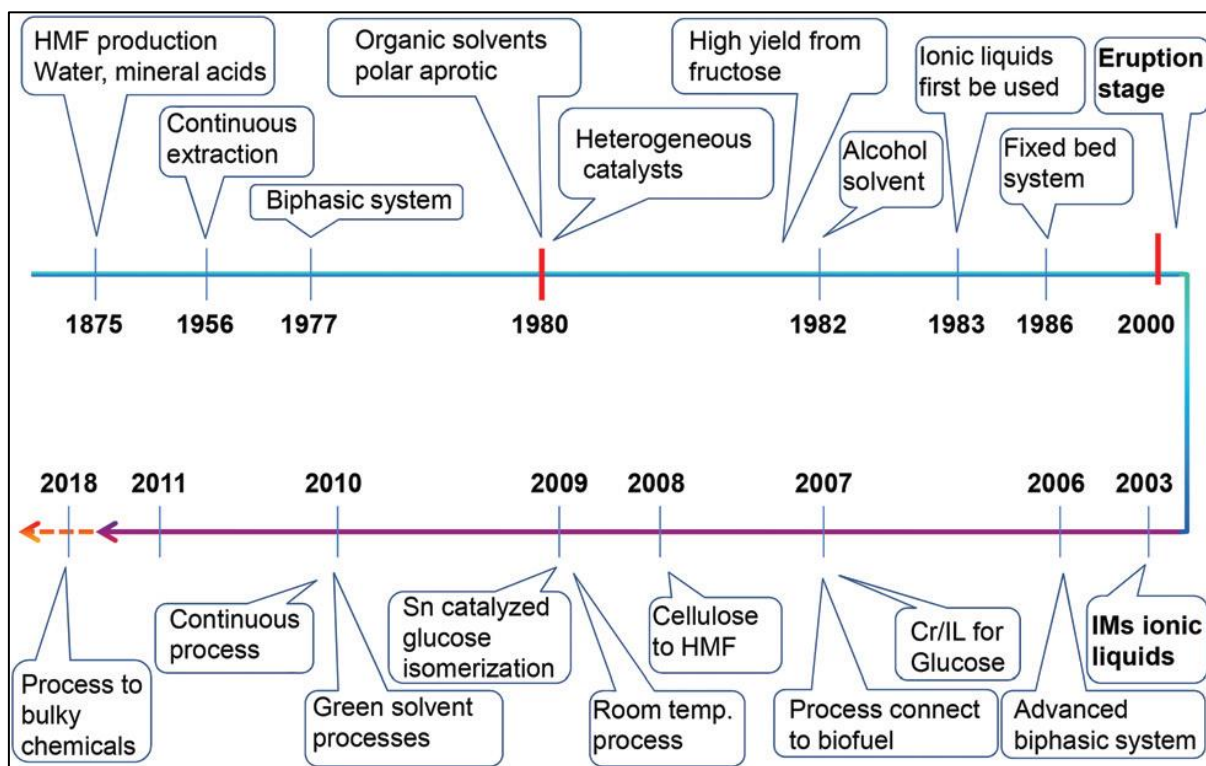 HMF production
Water, mineral acids
Continuous
extraction
Biphasic system
Organic solvents
polar aprotic
Heterogeneous
catalysts
High yield from
fructose
Alcohol
solvent
Ionic liquids
first be used
Fixed bed
system
Eruption
stage
1875
1956
1977
1980
1982
1983
1986
2000
2018
2011
2010
2009
2008
2007
2006
2003
Process to
bulky
chemicals
Continuous
process
Green solvent
processes
Sn catalyzed
glucose
isomerization
Room temp.
process
Cellulose
to HMF
Process connect
to biofuel
Cr/IL for
Glucose
Advanced
biphasic system
IMs ionic
liquids